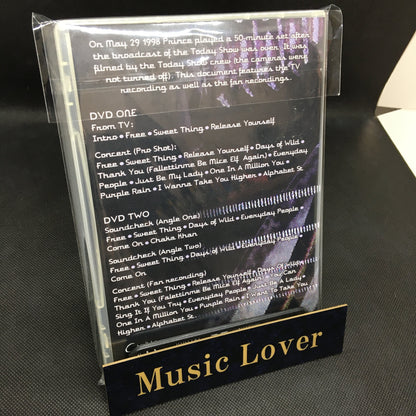 On May 29 1998 Prince played a 50-minute set after
the broadcast of the Today Show was over. It was
filmed by the Today Show crew (the cameras were
not turned off). This document features the TV
recording as well as the fan recordings.
DVD ONE
From TV:
Intro • Free • Sweet Thing • Release Yourself
Concert (Pro Shot):
Free • Sweet Thing • Release Yourself • Days of Wild •
Thank You (Fallettinme Be Mice Elf Again) • Everyday
People • Just Be My Lady • One In A Million You •
Purple Rain • I Wanna Take You Higher • Alphabet St.
DVD TWO
Soundcheck (Angle One)
Free • Sweet Thing • Days of Wild • Everyday People •
Come On • Chaka Khan
Soundcheck (Angle Two)
Free • Sweet Thing • Days of Wild • Everyday People •
Come On
Concert (Fan recording)
Free • Sweet Thing • Release Yourself • Days Of Wild •
Thank You (Falettinme Be Mice Elf Again) • You Can
Sing It If You Try • Everyday People • Just Be A Lady •
One In A Million You • Purple Rain • I Want To Take You
Higher • Alphabet St.
Music Lover